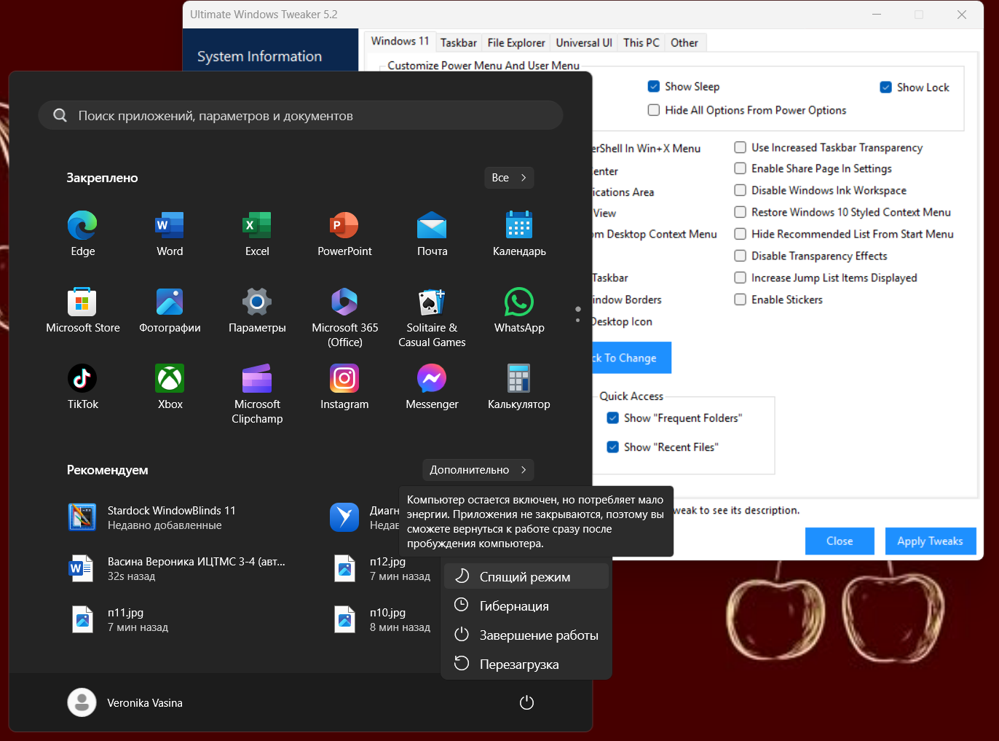 Ultimate Windows Tweaker 5.2
System Information
Windows 11
Taskbar
File Explorer
Universal UI
This PC
Other
Customize Power Menu And User Menu
Show Sleep
Show Lock
Hide All Options From Power Options
erShell In Win+X Menu
enter
ications Area
View
om Desktop Context Menu
Taskbar
indow Borders
Desktop Icon
Use Increased Taskbar Transparency
Enable Share Page In Settings
Disable Windows Ink Workspace
Restore Windows 10 Styled Context Menu
Hide Recommended List From Start Menu
Disable Transparency Effects
Increase Jump List Items Displayed
Enable Stickers
ck To Change
Quick Access
Show "Frequent Folders"
Show "Recent Files"
weak to see its description.
Close
Apply Tweaks
Поиск приложений, параметров и документов
Закреплено
Все
Edge
Word
Excel
PowerPoint
Почта
Календарь
Microsoft Store
Фотографии
Параметры
Microsoft 365
(Office)
Solitaire &
Casual Games
WhatsApp
TikTok
Xbox
Microsoft
Clipchamp
Instagram
Messenger
Калькулятор
Рекомендуем
Дополнительно
Stardock WindowBlinds 11
Недавно добавленные
Диагн
Недав
Васина Вероника ИЦТМС 3-4 (авт...
32s назад
п12.jpg
7 мин назад
п11.jpg
7 мин назад
п10.jpg
8 мин назад
Компьютер остается включен, но потребляет мало
энергии. Приложения не закрываются, поэтому вы
сможете вернуться к работе сразу после
пробуждения компьютера.
Спящий режим
Гибернация
Завершение работы
Перезагрузка
Veronika Vasina